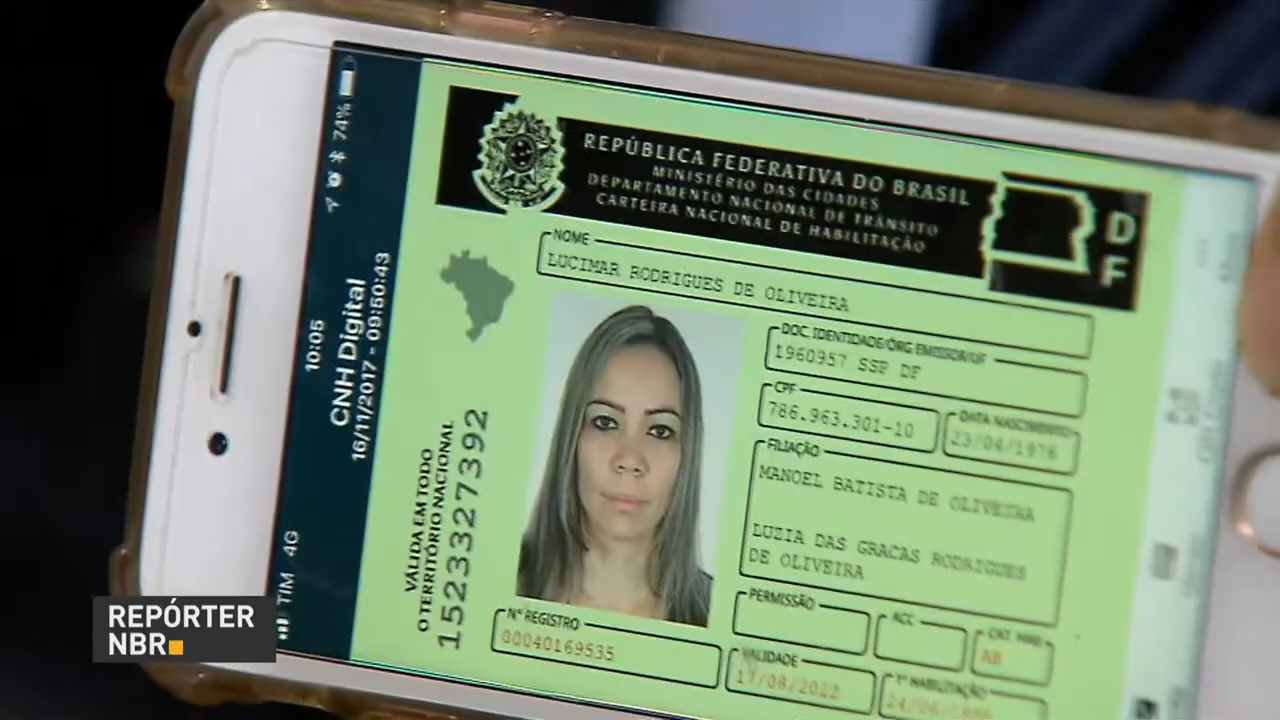 REPÚBLICA FEDERATIVA DO BRASIL
MINISTÉRIO DAS CIDADES
DEPARTAMENTO NACIONAL DE TRÂNSITO
CARTEIRA NACIONAL DE HABILITAÇÃO
DF
NOME
LUCIMAR RODRIGUES DE OLIVEIRA
DOC. IDENTIDADE/ÓRG EMISSOR/UF
1960957 SSP DF
CPF
786.963.301-10
DATA NASCIMENTO
23/04/1976
FILIAÇÃO
MANOEL BATISTA DE OLIVEIRA
LUZIA DAS GRACAS RODRIGUES
DE OLIVEIRA
PERMISSÃO
ACC
CAT. HAB
AB
Nº REGISTRO
00040169535
VALIDADE
17/08/2022
1ª HABILITAÇÃO
VÁLIDA EM TODO
O TERRITÓRIO NACIONAL
1523327392
TIM 4G
10:05
74%
CNH Digital
16/11/2017 - 09:50:43
REPÓRTER
NBR